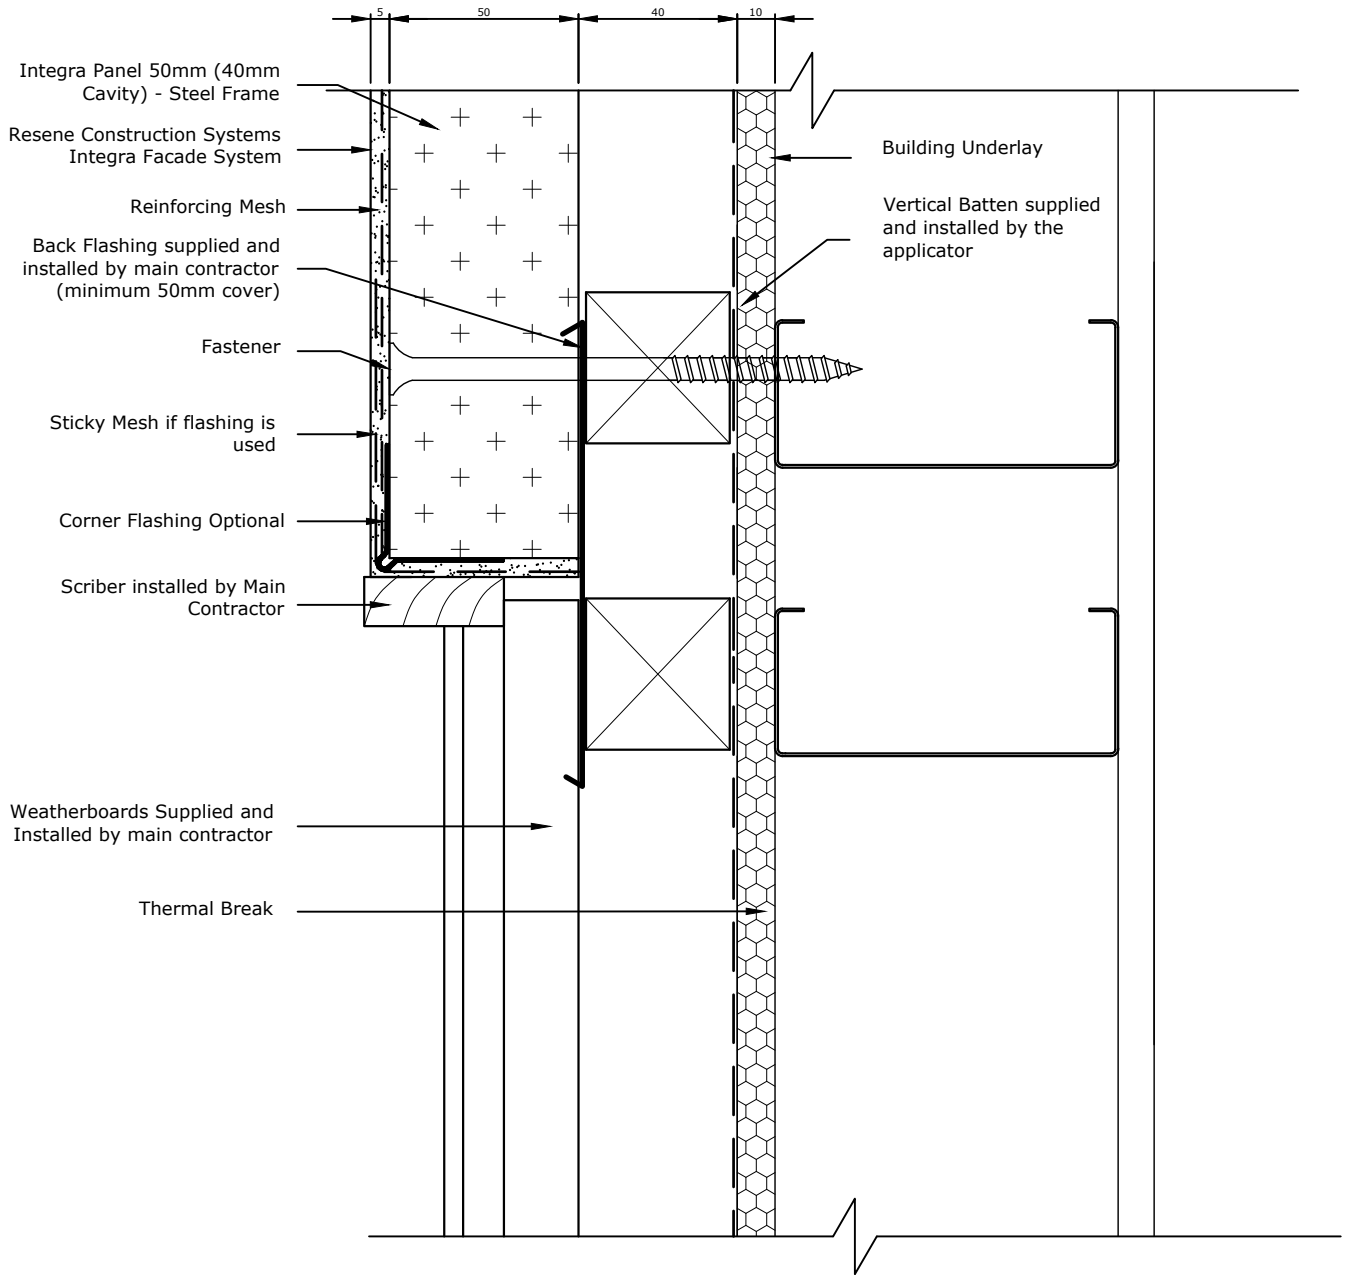 5
50
40
10
Integra Panel 50mm (40mm
Cavity) - Steel Frame
Resene Construction Systems
Integra Facade System
Reinforcing Mesh
Back Flashing supplied and
installed by main contractor
(minimum 50mm cover)
Fastener
Sticky Mesh if flashing is
used
Corner Flashing Optional
Scriber installed by Main
Contractor
Weatherboards Supplied and
Installed by main contractor
Thermal Break
Building Underlay
Vertical Batten supplied
and installed by the
applicator